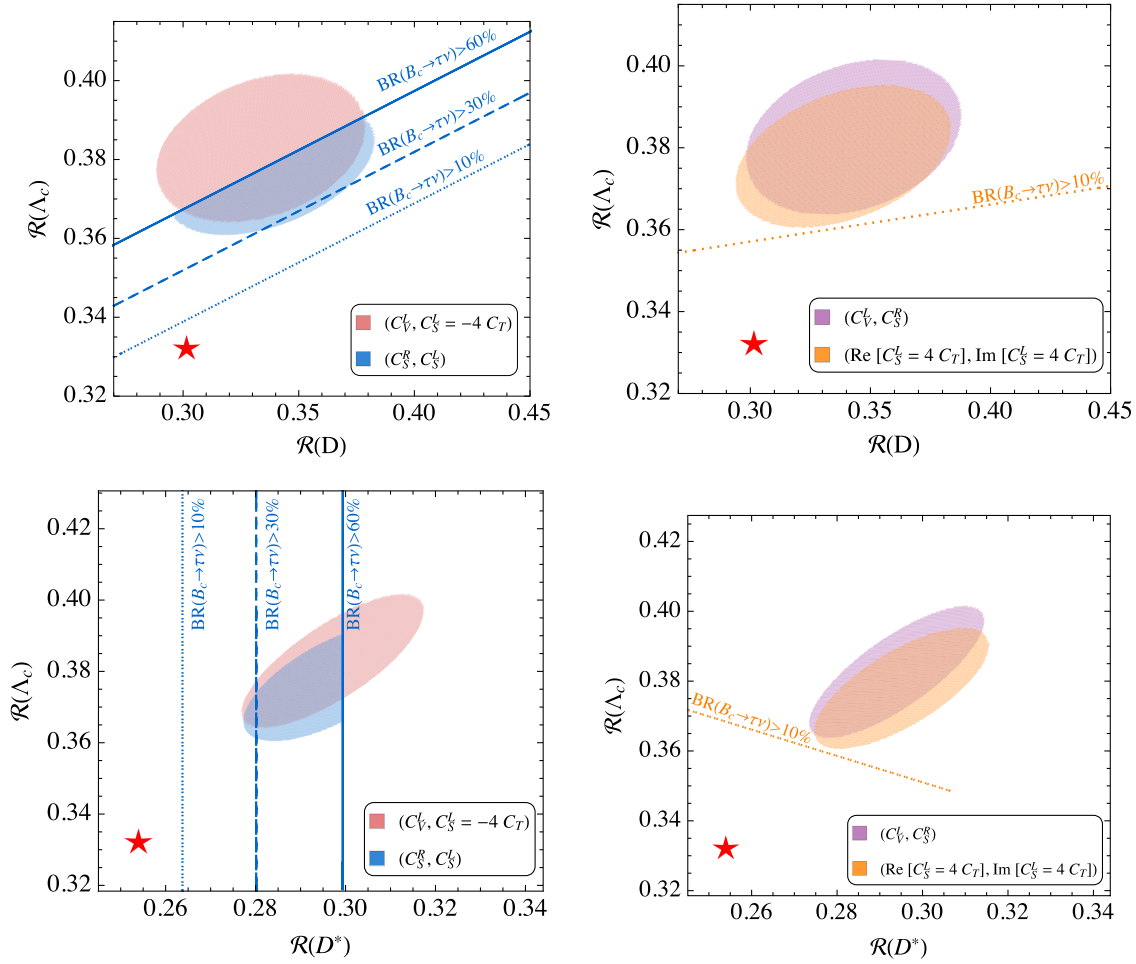 0.40
0.38
0.36
0.34
0.32
ℛ(Λ_c)
BR(B_c→τν)>60%
BR(B_c→τν)>30%
BR(B_c→τν)>10%
(C_V^L, C_S^L = −4 C_T)
(C_S^R, C_S^L)
0.30 0.35 0.40 0.45
ℛ(D)
0.40
0.38
0.36
0.34
0.32
ℛ(Λ_c)
BR(B_c→τν)>10%
(C_V^L, C_S^R)
(Re [C_S^L = 4 C_T], Im [C_S^L = 4 C_T])
0.30 0.35 0.40 0.45
ℛ(D)
0.42
0.40
0.38
0.36
0.34
0.32
ℛ(Λ_c)
BR(B_c→τν)>10%
BR(B_c→τν)>30%
BR(B_c→τν)>60%
(C_V^L, C_S^L = −4 C_T)
(C_S^R, C_S^L)
0.26 0.28 0.30 0.32 0.34
ℛ(D*)
0.42
0.40
0.38
0.36
0.34
0.32
ℛ(Λ_c)
BR(B_c→τν)>10%
(C_V^L, C_S^R)
(Re [C_S^L = 4 C_T], Im [C_S^L = 4 C_T])
0.26 0.28 0.30 0.32 0.34
ℛ(D*)